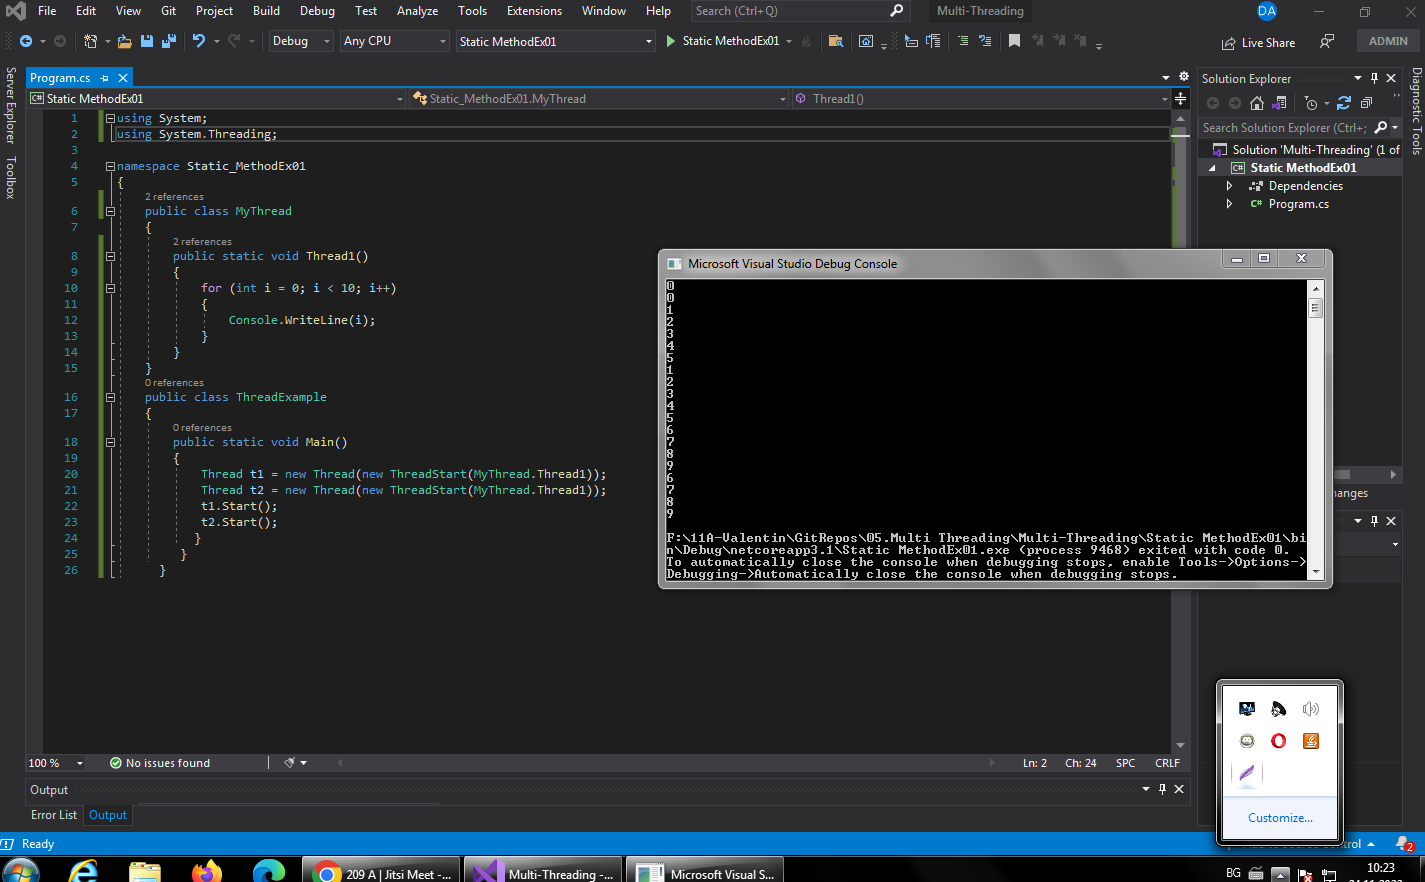 File Edit View Git Project Build Debug Test Analyze Tools Extensions Window Help Search (Ctrl+Q) Multi-Threading DA
Debug Any CPU Static MethodEx01 Static MethodEx01 Live Share ADMIN
Server Explorer
Toolbox
Program.cs
Static MethodEx01 Static_MethodEx01.MyThread Thread1()
1 using System;
2 using System.Threading;
3
4 namespace Static_MethodEx01
5 {
2 references
6 public class MyThread
7 {
2 references
8 public static void Thread1()
9 {
10 for (int i = 0; i < 10; i++)
11 {
12 Console.WriteLine(i);
13 }
14 }
15 }
0 references
16 public class ThreadExample
17 {
0 references
18 public static void Main()
19 {
20 Thread t1 = new Thread(new ThreadStart(MyThread.Thread1));
21 Thread t2 = new Thread(new ThreadStart(MyThread.Thread1));
22 t1.Start();
23 t2.Start();
24 }
25 }
26 }
Microsoft Visual Studio Debug Console
0
0
1
2
3
4
5
1
2
3
4
5
6
7
8
9
6
7
8
9
F:\11A-Valentin\GitRepos\05.Multi Threading\Multi-Threading\Static MethodEx01\bi
n\Debug\netcoreapp3.1\Static MethodEx01.exe (process 9468) exited with code 0.
To automatically close the console when debugging stops, enable Tools->Options->
Debugging->Automatically close the console when debugging stops.
Solution Explorer
Search Solution Explorer (Ctrl+;
Solution 'Multi-Threading' (1 of
Static MethodEx01
Dependencies
C# Program.cs
Diagnostic Tools
hanges
Customize...
100 % No issues found Ln: 2 Ch: 24 SPC CRLF
Output
Error List Output
Ready 2
209 A | Jitsi Meet -... Multi-Threading -... Microsoft Visual S... BG 10:23